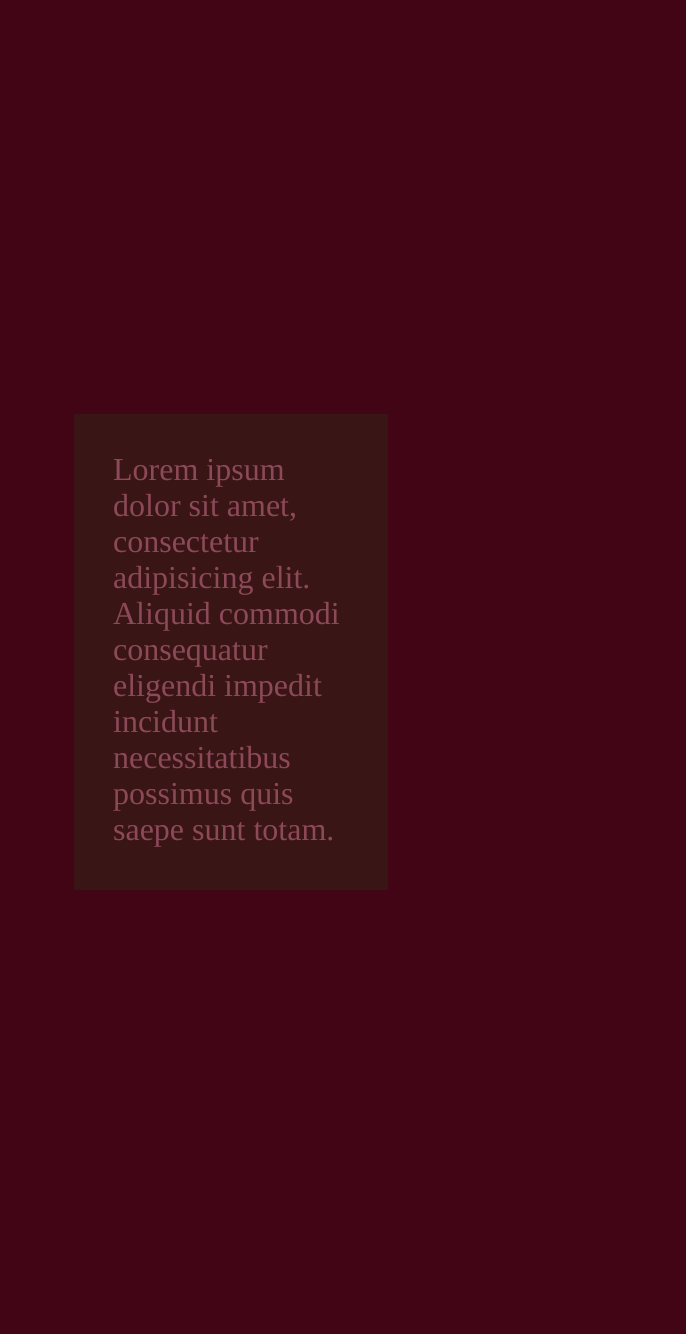 Lorem ipsum
dolor sit amet,
consectetur
adipisicing elit.
Aliquid commodi
consequatur
eligendi impedit
incidunt
necessitatibus
possimus quis
saepe sunt totam.